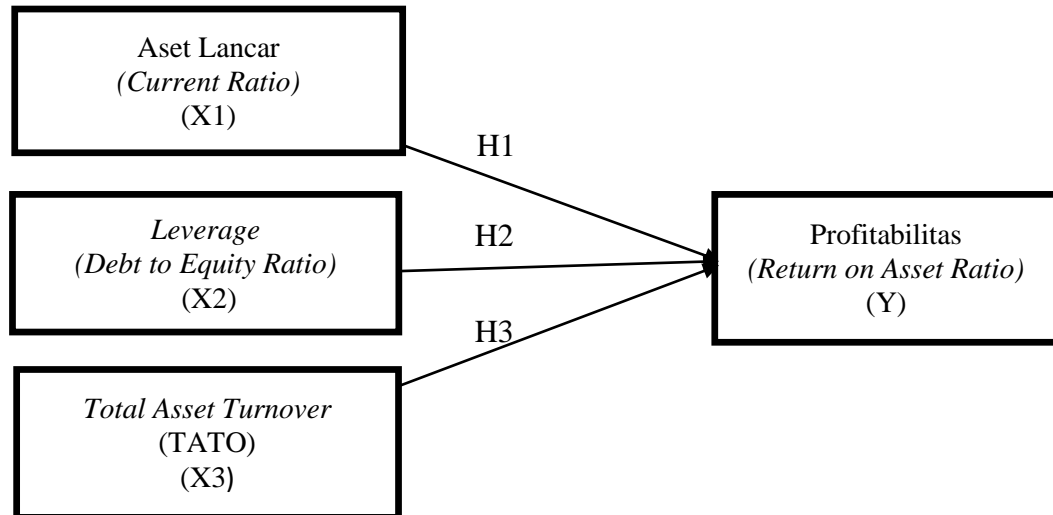 Aset Lancar
(Current Ratio)
(X1)
H1
Leverage
(Debt to Equity Ratio)
(X2)
H2
Profitabilitas
(Return on Asset Ratio)
(Y)
H3
Total Asset Turnover
(TATO)
(X3)